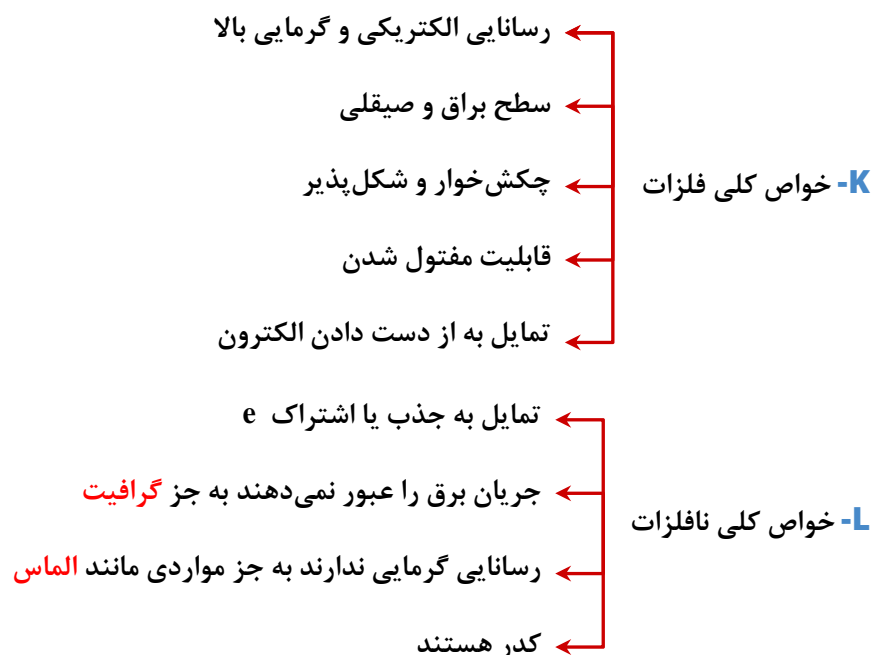 رسانایی الکتریکی و گرمایی بالا
سطح براق و صیقلی
K- خواص کلی فلزات
چکش‌خوار و شکل‌پذیر
قابلیت مفتول شدن
تمایل به از دست دادن الکترون
تمایل به جذب یا اشتراک e
جریان برق را عبور نمی‌دهند به جز گرافیت
L- خواص کلی نافلزات
رسانایی گرمایی ندارند به جز مواردی مانند الماس
کدر هستند